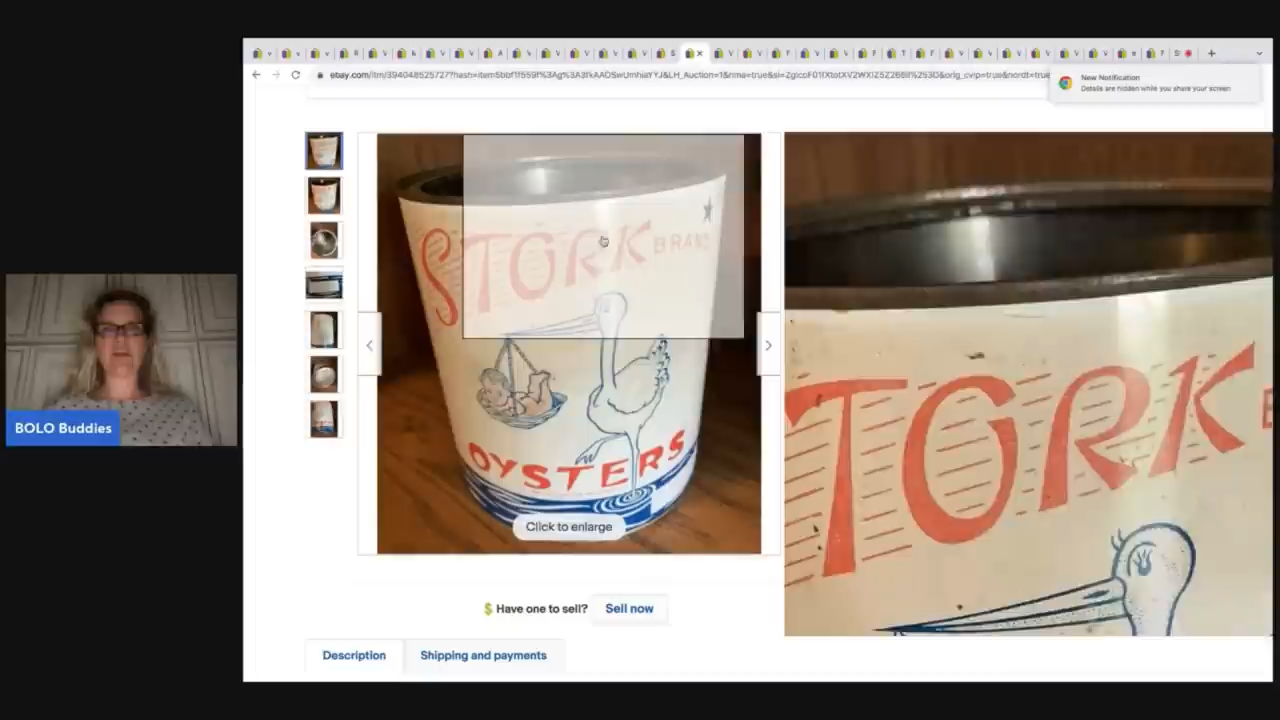 New Notification
Details are hidden while you share your screen
STORK BRAND
OYSTERS
Click to enlarge
TORK
BOLO Buddies
Have one to sell? Sell now
Description Shipping and payments